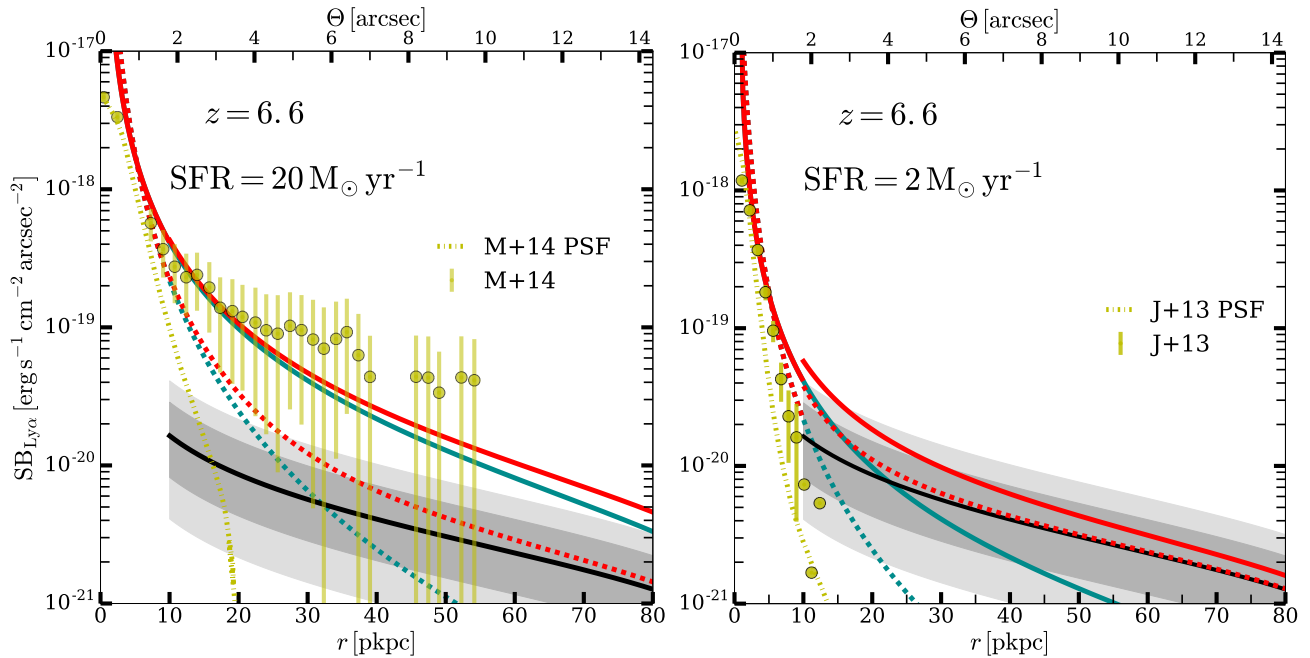 Θ [arcsec]
0 2 4 6 8 10 12 14
10⁻¹⁷
10⁻¹⁸
10⁻¹⁹
10⁻²⁰
10⁻²¹
SB_Lyα [erg s⁻¹ cm⁻² arcsec⁻²]
z = 6.6
SFR = 20 M⊙ yr⁻¹
M+14 PSF
M+14
0 10 20 30 40 50 60 70 80
r [pkpc]
Θ [arcsec]
0 2 4 6 8 10 12 14
10⁻¹⁷
10⁻¹⁸
10⁻¹⁹
10⁻²⁰
10⁻²¹
z = 6.6
SFR = 2 M⊙ yr⁻¹
J+13 PSF
J+13
0 10 20 30 40 50 60 70 80
r [pkpc]